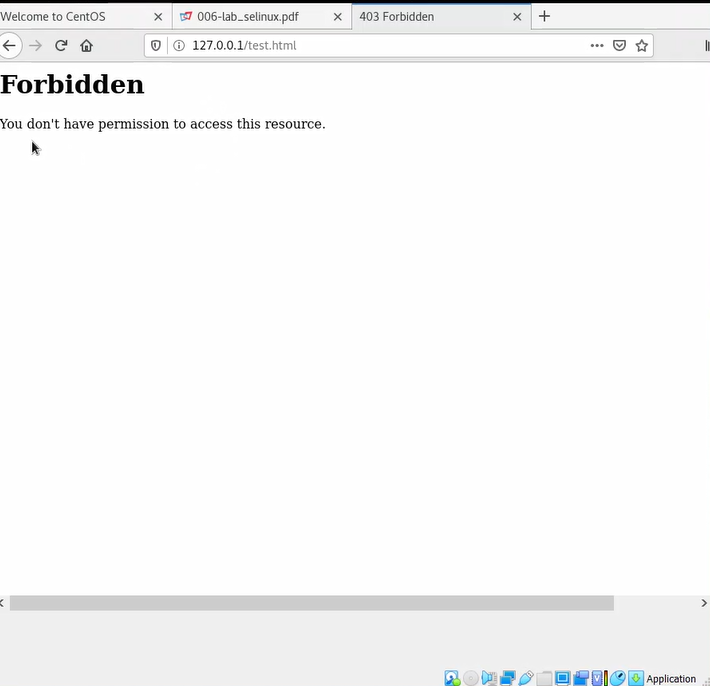 Welcome to CentOS
006-lab_selinux.pdf
403 Forbidden
127.0.0.1/test.html
Forbidden
You don't have permission to access this resource.
Application